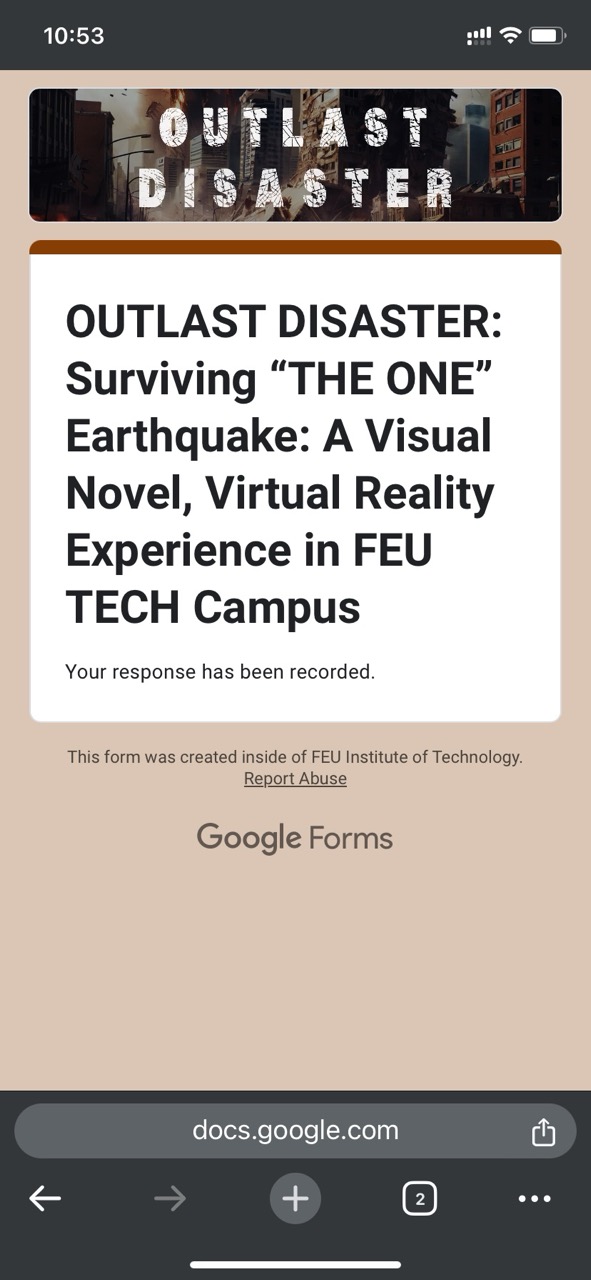 10:53
OUTLAST
DISASTER
OUTLAST DISASTER:
Surviving “THE ONE”
Earthquake: A Visual
Novel, Virtual Reality
Experience in FEU
TECH Campus
Your response has been recorded.
This form was created inside of FEU Institute of Technology.
Report Abuse
Google Forms
docs.google.com
2